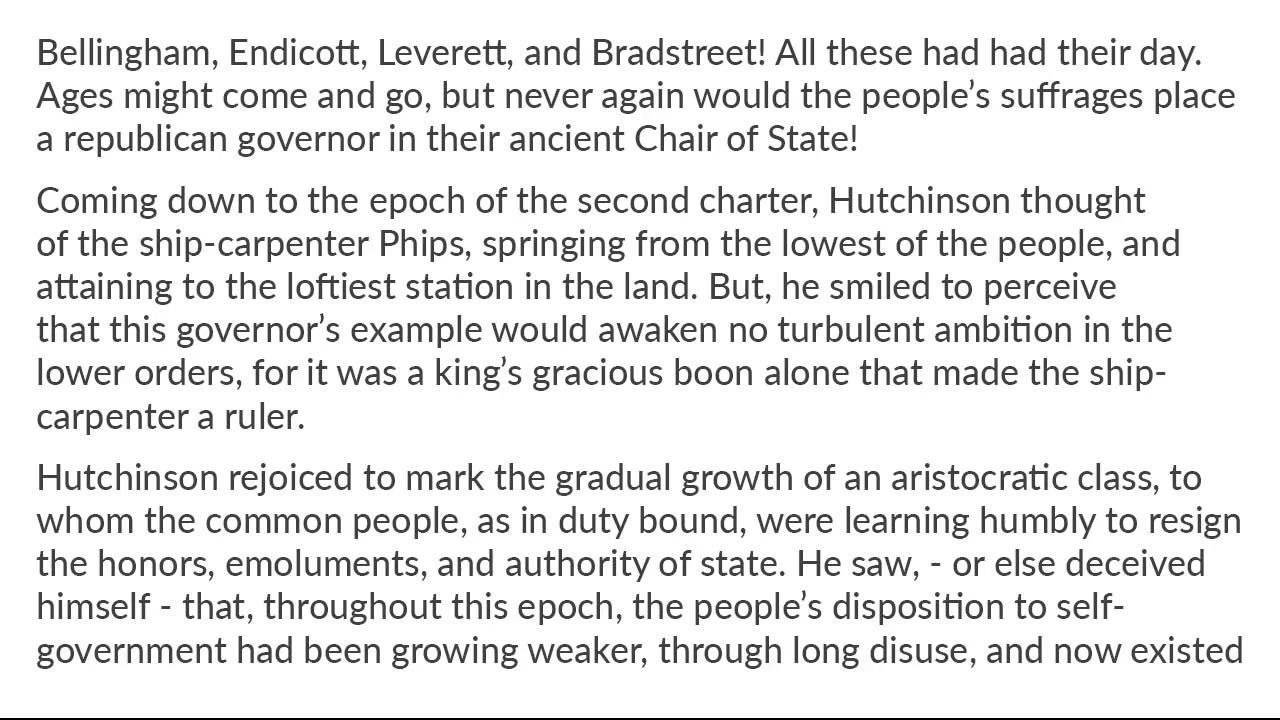 Bellingham, Endicott, Leverett, and Bradstreet! All these had had their day.
Ages might come and go, but never again would the people’s suffrages place
a republican governor in their ancient Chair of State!
Coming down to the epoch of the second charter, Hutchinson thought
of the ship-carpenter Phips, springing from the lowest of the people, and
attaining to the loftiest station in the land. But, he smiled to perceive
that this governor’s example would awaken no turbulent ambition in the
lower orders, for it was a king’s gracious boon alone that made the ship-
carpenter a ruler.
Hutchinson rejoiced to mark the gradual growth of an aristocratic class, to
whom the common people, as in duty bound, were learning humbly to resign
the honors, emoluments, and authority of state. He saw, - or else deceived
himself - that, throughout this epoch, the people’s disposition to self-
government had been growing weaker, through long disuse, and now existed